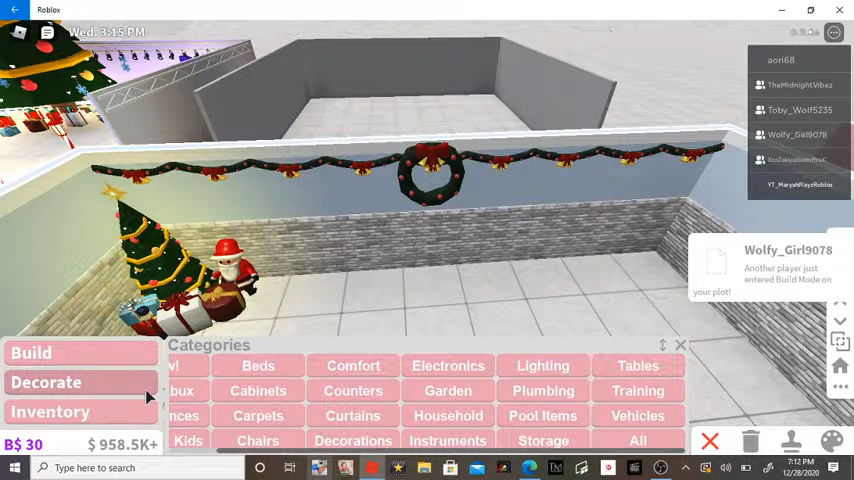 Roblox
Wed. 3:15 PM
aori68
TheMidnightVibez
Toby_Wolf5235
Wolfy_Girl9078
YT_MaryahPlayzRoblox
Wolfy_Girl9078
Another player just
entered Build Mode on
your plot!
Build
Decorate
Inventory
B$ 30
$ 958.5K+
Categories
w!
Beds
Comfort
Electronics
Lighting
Tables
bux
Cabinets
Counters
Garden
Plumbing
Training
nces
Carpets
Curtains
Household
Pool Items
Vehicles
Kids
Chairs
Decorations
Instruments
Storage
All
Type here to search
7:12 PM
12/28/2020